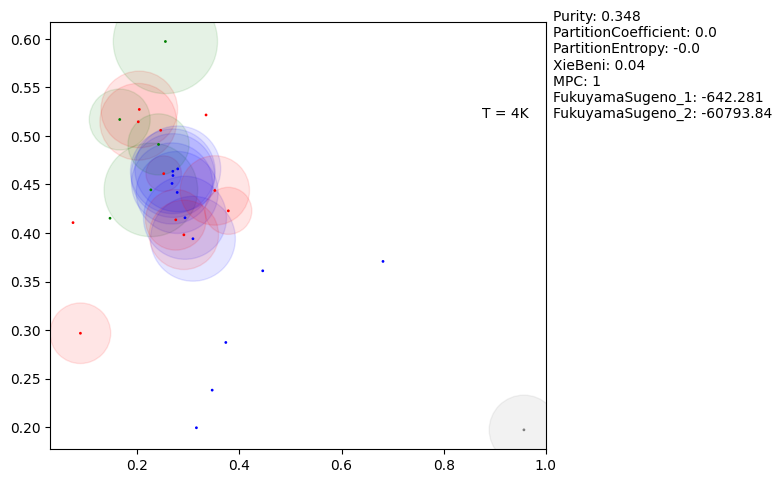 Purity: 0.348
PartitionCoefficient: 0.0
PartitionEntropy: -0.0
XieBeni: 0.04
MPC: 1
FukuyamaSugeno_1: -642.281
FukuyamaSugeno_2: -60793.84
T = 4K
0.60
0.55
0.50
0.45
0.40
0.35
0.30
0.25
0.20
0.2 0.4 0.6 0.8 1.0